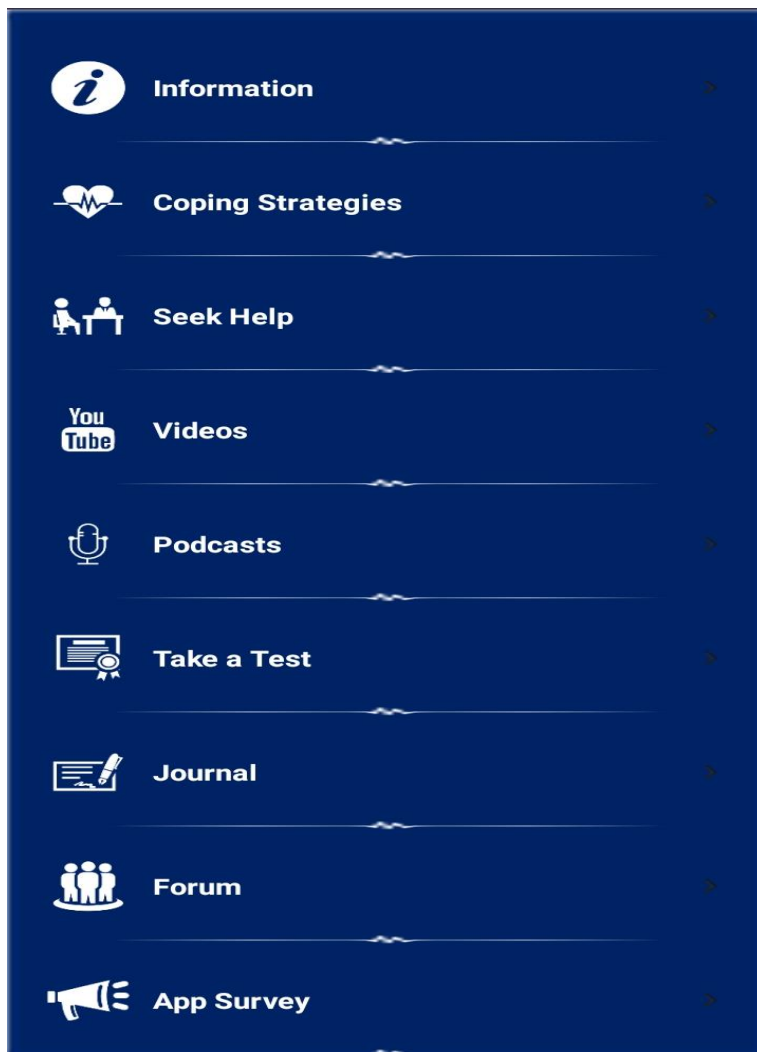 Information
Coping Strategies
Seek Help
You
Tube
Videos
Podcasts
Take a Test
Journal
Forum
App Survey